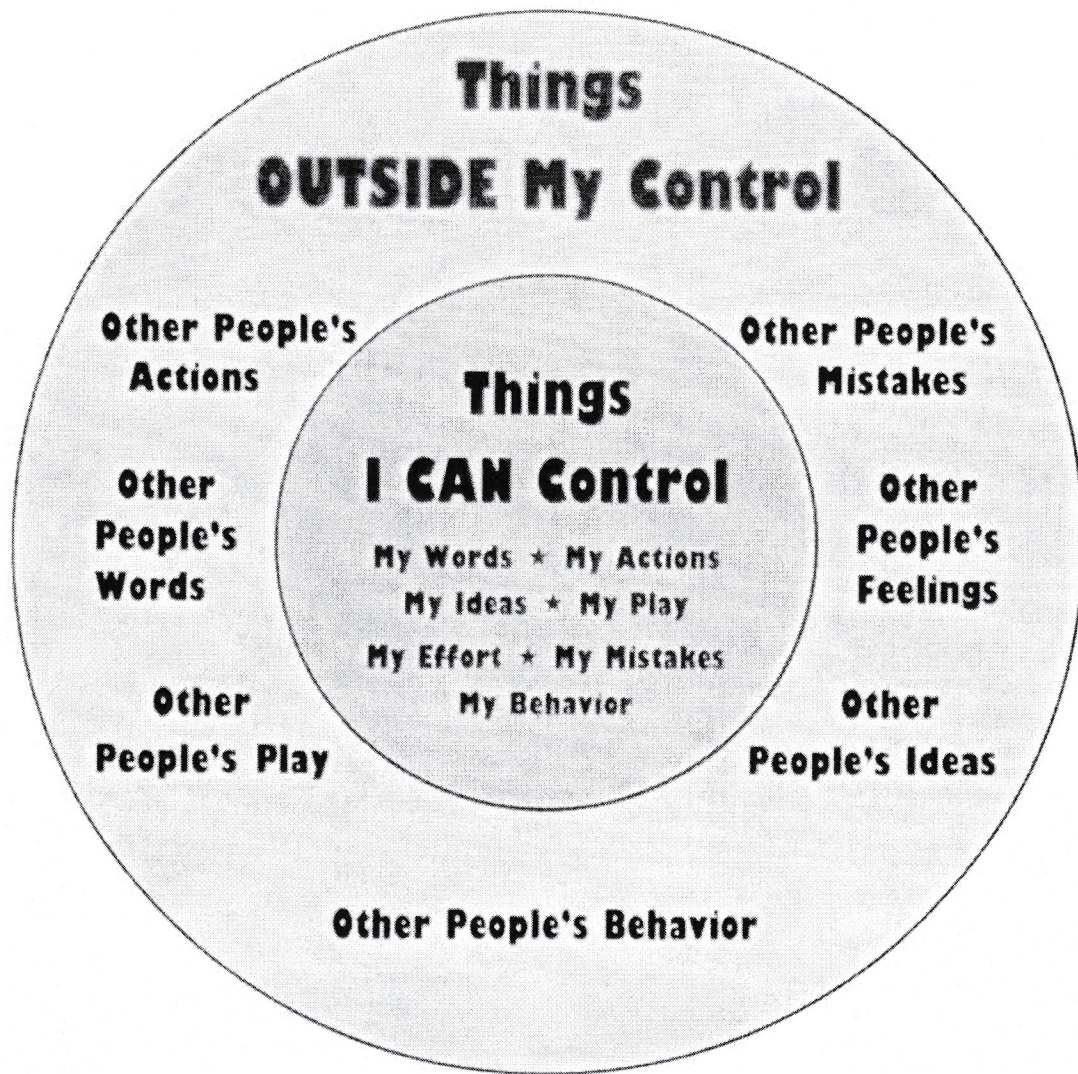 Things
OUTSIDE My Control
Other People's
Actions
Other
People's
Words
Other
People's Play
Things
I CAN Control
My Words ★ My Actions
My Ideas ★ My Play
My Effort ★ My Mistakes
My Behavior
Other People's
Mistakes
Other
People's
Feelings
Other
People's Ideas
Other People's Behavior